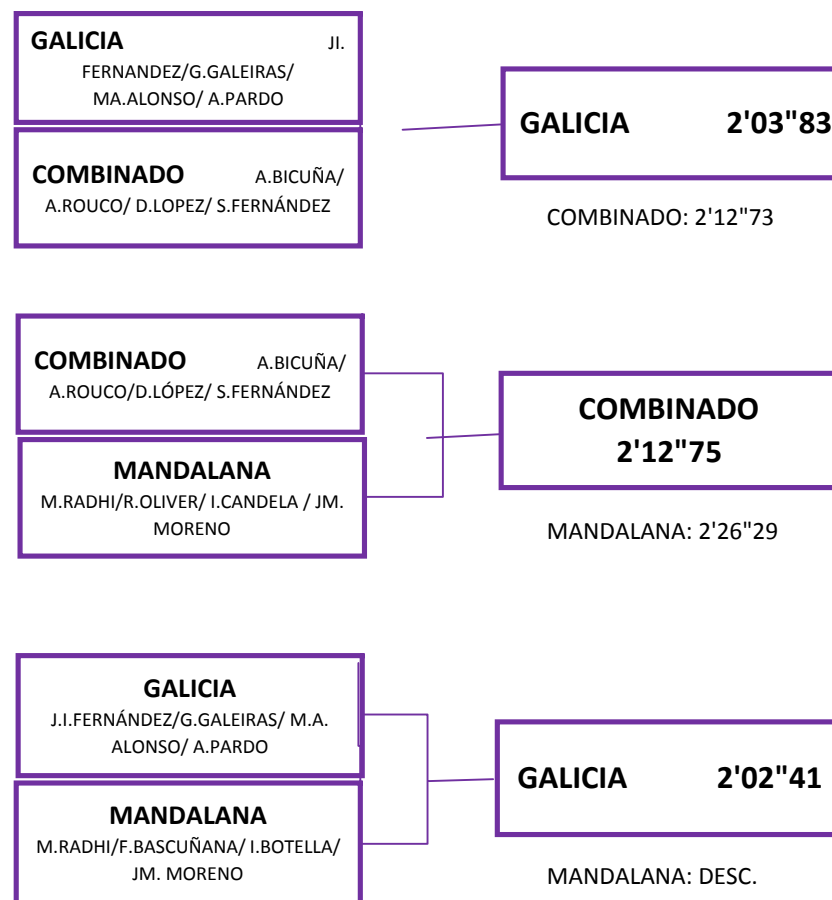 GALICIA JI.
FERNANDEZ/G.GALEIRAS/
MA.ALONSO/ A.PARDO
COMBINADO A.BICUÑA/
A.ROUCO/ D.LOPEZ/ S.FERNÁNDEZ
GALICIA 2'03"83
COMBINADO: 2'12"73
COMBINADO A.BICUÑA/
A.ROUCO/D.LÓPEZ/ S.FERNÁNDEZ
MANDALANA
M.RADHI/R.OLIVER/ I.CANDELA / JM.
MORENO
COMBINADO
2'12"75
MANDALANA: 2'26"29
GALICIA
J.I.FERNÁNDEZ/G.GALEIRAS/ M.A.
ALONSO/ A.PARDO
MANDALANA
M.RADHI/F.BASCUÑANA/ I.BOTELLA/
JM. MORENO
GALICIA 2'02"41
MANDALANA: DESC.